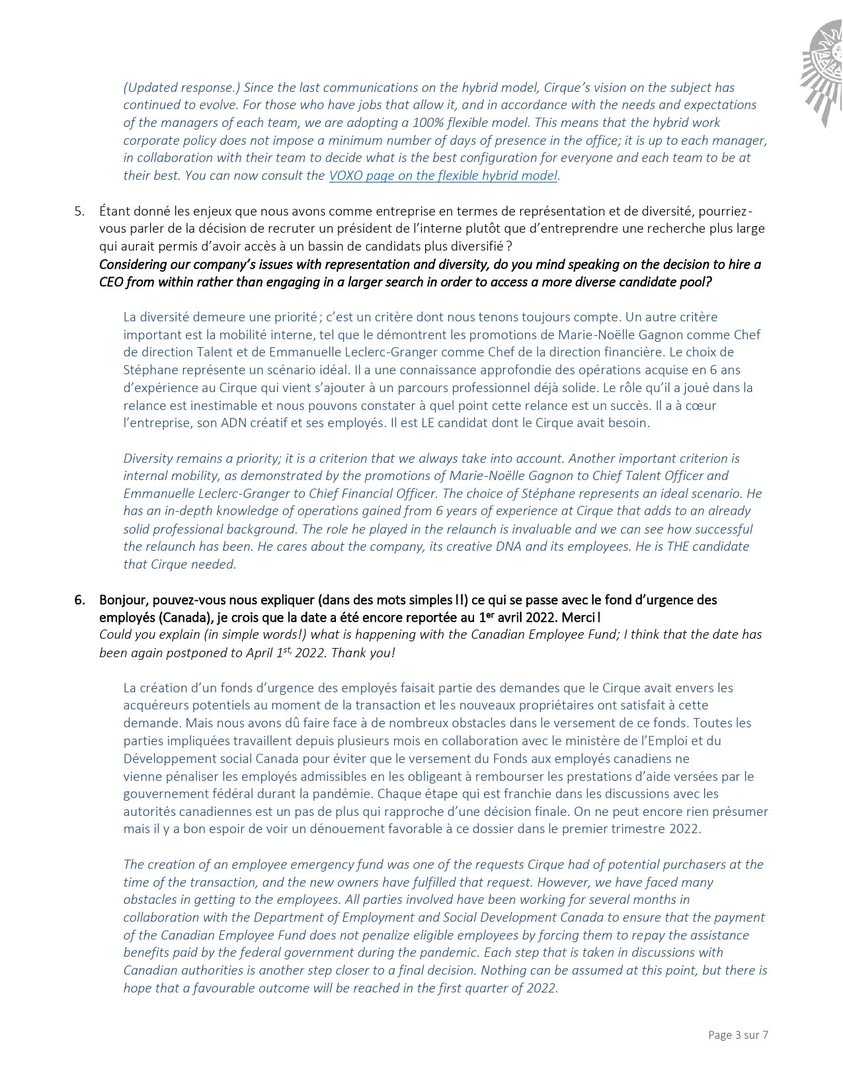 (Updated response.) Since the last communications on the hybrid model, Cirque's vision on the subject has
continued to evolve. For those who have jobs that allow it, and in accordance with the needs and expectations
of the managers of each team, we are adopting a 100% flexible model. This means that the hybrid work
corporate policy does not impose a minimum number of days of presence in the office; it is up to each manager,
in collaboration with their team to decide what is the best configuration for everyone and each team to be at
their best. You can now consult the VOXO page on the flexible hybrid model.
5. Étant donné les enjeux que nous avons comme entreprise en termes de représentation et de diversité, pourriez-
vous parler de la décision de recruter un président de l'interne plutôt que d'entreprendre une recherche plus large
qui aurait permis d'avoir accès à un bassin de candidats plus diversifié ?
Considering our company's issues with representation and diversity, do you mind speaking on the decision to hire a
CEO from within rather than engaging in a larger search in order to access a more diverse candidate pool?
La diversité demeure une priorité ; c'est un critère dont nous tenons toujours compte. Un autre critère
important est la mobilité interne, tel que le démontrent les promotions de Marie-Noëlle Gagnon comme Chef
de direction Talent et de Emmanuelle Leclerc-Granger comme Chef de la direction financière. Le choix de
Stéphane représente un scénario idéal. Il a une connaissance approfondie des opérations acquise en 6 ans
d'expérience au Cirque qui vient s'ajouter à un parcours professionnel déjà solide. Le rôle qu'il a joué dans la
relance est inestimable et nous pouvons constater à quel point cette relance est un succès. Il a à cœur
l'entreprise, son ADN créatif et ses employés. Il est LE candidat dont le Cirque avait besoin.
Diversity remains a priority; it is a criterion that we always take into account. Another important criterion is
internal mobility, as demonstrated by the promotions of Marie-Noëlle Gagnon to Chief Talent Officer and
Emmanuelle Leclerc-Granger to Chief Financial Officer. The choice of Stéphane represents an ideal scenario. He
has an in-depth knowledge of operations gained from 6 years of experience at Cirque that adds to an already
solid professional background. The role he played in the relaunch is invaluable and we can see how successful
the relaunch has been. He cares about the company, its creative DNA and its employees. He is THE candidate
that Cirque needed.
6. Bonjour, pouvez-vous nous expliquer (dans des mots simples !!) ce qui se passe avec le fond d'urgence des
employés (Canada), je crois que la date a été encore reportée au 1er avril 2022. Merci !
Could you explain (in simple words!) what is happening with the Canadian Employee Fund; I think that the date has
been again postponed to April 1st, 2022. Thank you!
La création d'un fonds d'urgence des employés faisait partie des demandes que le Cirque avait envers les
acquéreurs potentiels au moment de la transaction et les nouveaux propriétaires ont satisfait à cette
demande. Mais nous avons dû faire face à de nombreux obstacles dans le versement de ce fonds. Toutes les
parties impliquées travaillent depuis plusieurs mois en collaboration avec le ministère de l'Emploi et du
Développement social Canada pour éviter que le versement du Fonds aux employés canadiens ne
vienne pénaliser les employés admissibles en les obligeant à rembourser les prestations d'aide versées par le
gouvernement fédéral durant la pandémie. Chaque étape qui est franchie dans les discussions avec les
autorités canadiennes est un pas de plus qui rapproche d'une décision finale. On ne peut encore rien présumer
mais il y a bon espoir de voir un dénouement favorable à ce dossier dans le premier trimestre 2022.
The creation of an employee emergency fund was one of the requests Cirque had of potential purchasers at the
time of the transaction, and the new owners have fulfilled that request. However, we have faced many
obstacles in getting to the employees. All parties involved have been working for several months in
collaboration with the Department of Employment and Social Development Canada to ensure that the payment
of the Canadian Employee Fund does not penalize eligible employees by forcing them to repay the assistance
benefits paid by the federal government during the pandemic. Each step that is taken in discussions with
Canadian authorities is another step closer to a final decision. Nothing can be assumed at this point, but there is
hope that a favourable outcome will be reached in the first quarter of 2022.
Page 3 sur 7